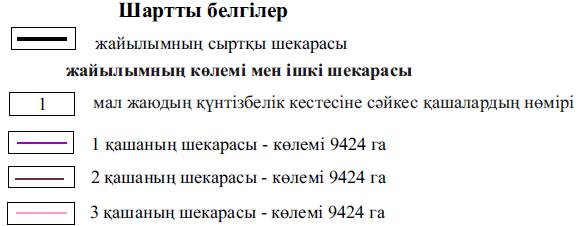 Шартты белгілер
жайылымның сыртқы шекарасы
жайылымның көлемі мен ішкі шекарасы
1 мал жаюдың күнтізбелік кестесіне сәйкес қашалардың нөмірі
1 қашаның шекарасы - көлемі 9424 га
2 қашаның шекарасы - көлемі 9424 га
3 қашаның шекарасы - көлемі 9424 га